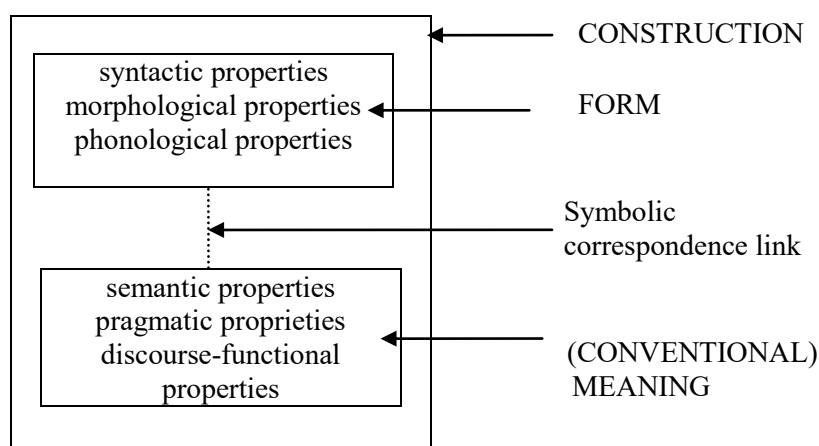 CONSTRUCTION
syntactic properties
morphological properties
phonological properties
FORM
Symbolic
correspondence link
semantic properties
pragmatic proprieties
discourse-functional
properties
(CONVENTIONAL)
MEANING